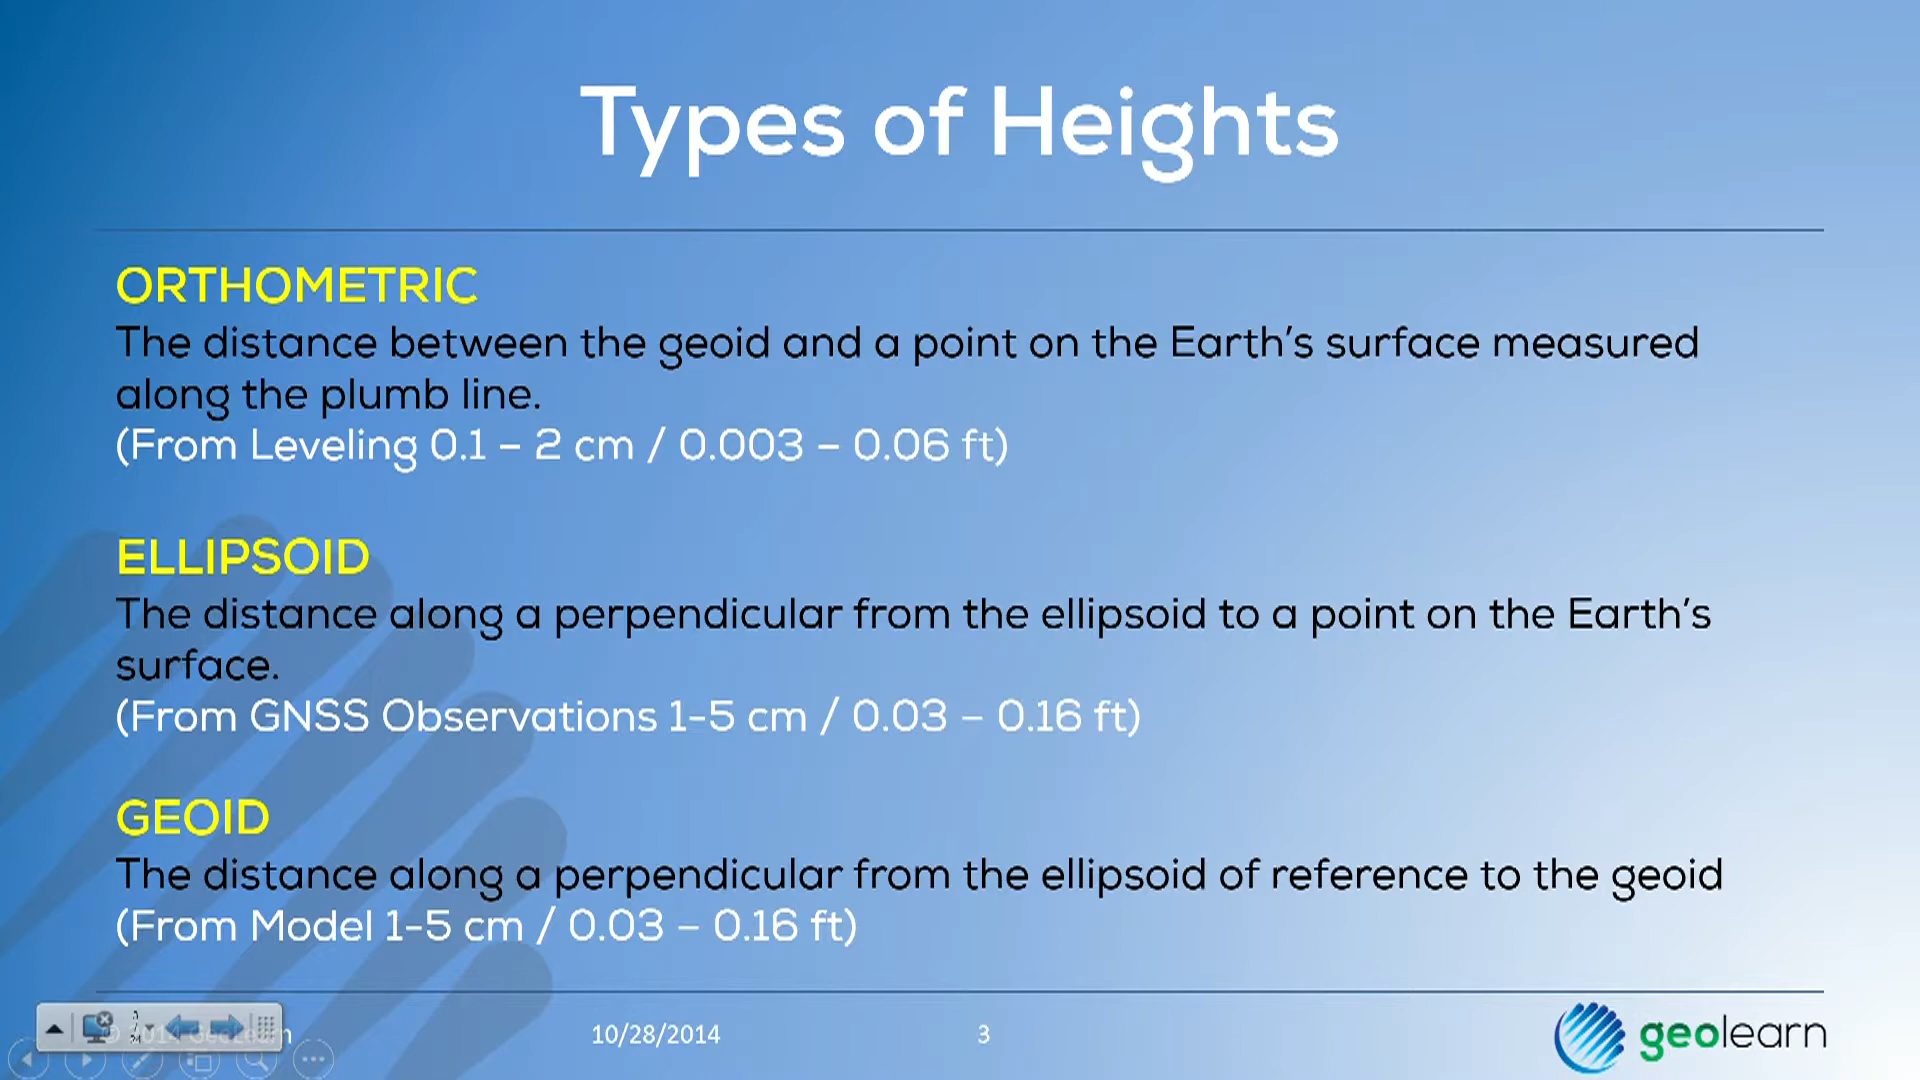 Types of Heights
ORTHOMETRIC
The distance between the geoid and a point on the Earth's surface measured
along the plumb line.
(From Leveling 0.1 – 2 cm / 0.003 – 0.06 ft)
ELLIPSOID
The distance along a perpendicular from the ellipsoid to a point on the Earth's
surface.
(From GNSS Observations 1-5 cm / 0.03 – 0.16 ft)
GEOID
The distance along a perpendicular from the ellipsoid of reference to the geoid
(From Model 1-5 cm / 0.03 – 0.16 ft)
10/28/2014
3
geolearn